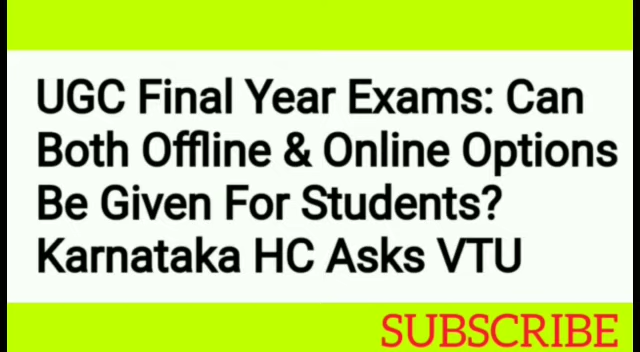 UGC Final Year Exams: Can
Both Offline & Online Options
Be Given For Students?
Karnataka HC Asks VTU
SUBSCRIBE